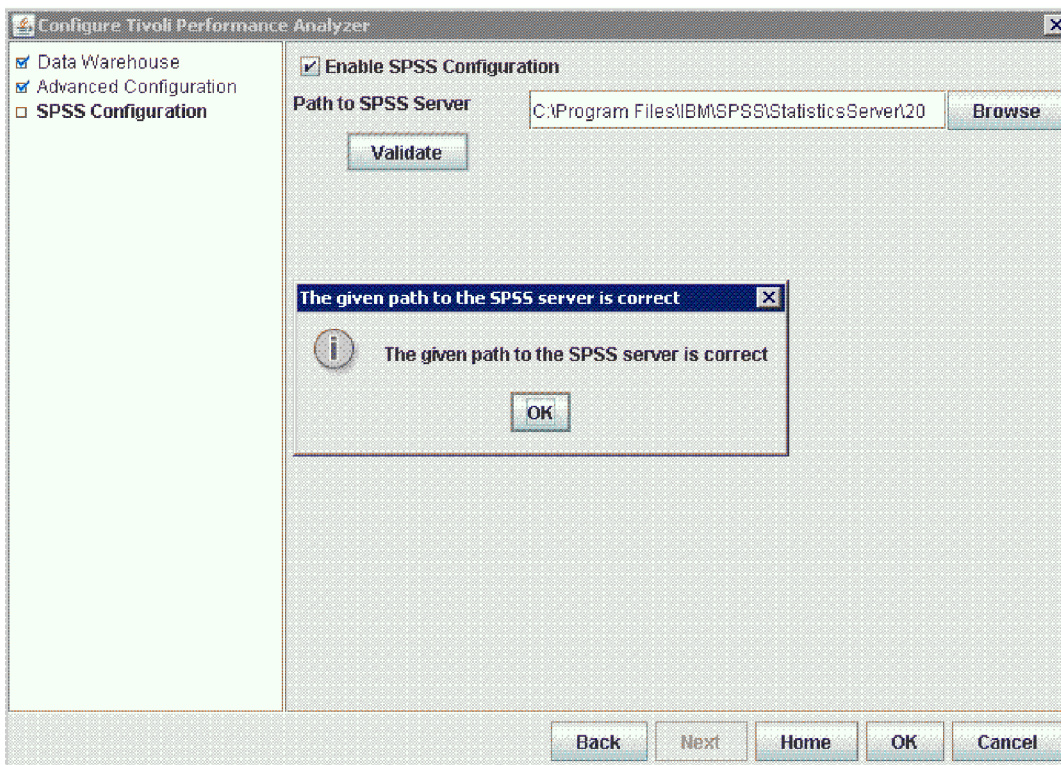 Configure Tivoli Performance Analyzer
Data Warehouse
Advanced Configuration
SPSS Configuration
Enable SPSS Configuration
Path to SPSS Server
C:\Program Files\IBM\SPSS\StatisticsServer\20
Browse
Validate
The given path to the SPSS server is correct
The given path to the SPSS server is correct
OK
Back
Next
Home
OK
Cancel